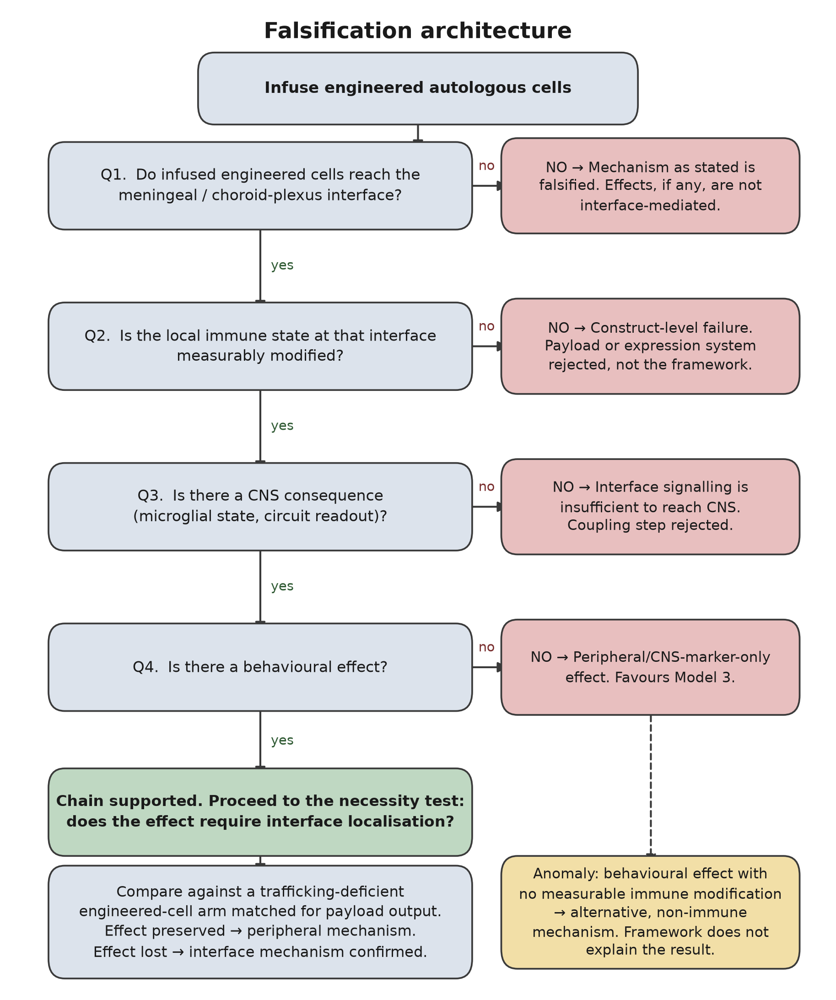 Falsification architecture
Infuse engineered autologous cells
Q1.  Do infused engineered cells reach the
meningeal / choroid-plexus interface?
no
NO → Mechanism as stated is
falsified. Effects, if any, are not
interface-mediated.
yes
Q2.  Is the local immune state at that interface
measurably modified?
no
NO → Construct-level failure.
Payload or expression system
rejected, not the framework.
yes
Q3.  Is there a CNS consequence
(microglial state, circuit readout)?
no
NO → Interface signalling is
insufficient to reach CNS.
Coupling step rejected.
yes
Q4.  Is there a behavioural effect?
no
NO → Peripheral/CNS-marker-only
effect. Favours Model 3.
yes
Chain supported. Proceed to the necessity test:
does the effect require interface localisation?
Compare against a trafficking-deficient
engineered-cell arm matched for payload output.
Effect preserved → peripheral mechanism.
Effect lost → interface mechanism confirmed.
Anomaly: behavioural effect with
no measurable immune modification
→ alternative, non-immune
mechanism. Framework does not
explain the result.